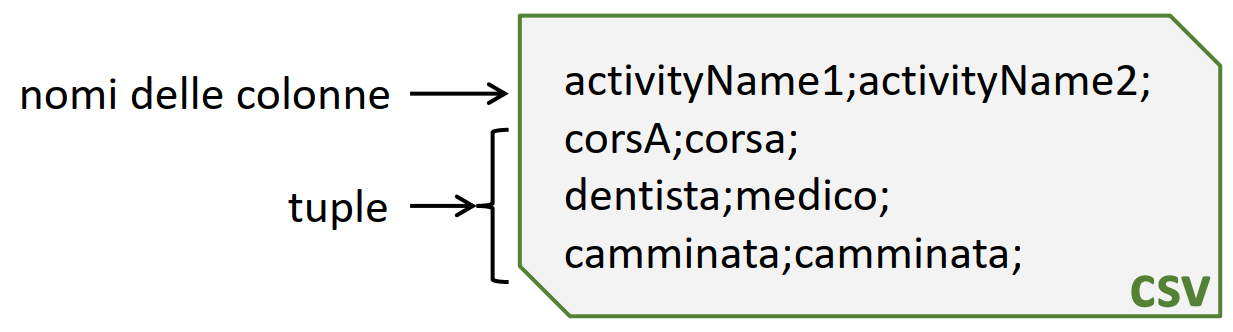 nomi delle colonne
activityName1;activityName2;
corsA;corsa;
tuple
dentista;medico;
camminata;camminata;
CSV